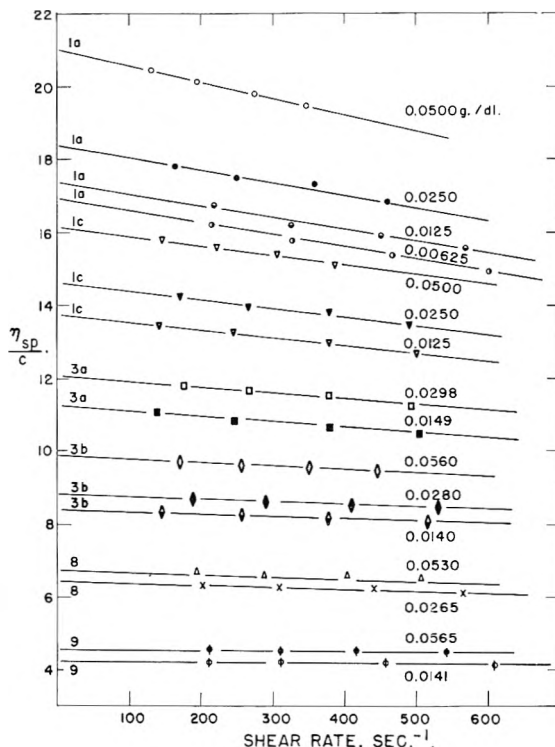 22
1a
20
0.0500 g./dl.
18
1a
0.0250
1a
1a
0.0125
16
1c
0.00625
0.0500
1c
14
1c
0.0250
0.0125
ηsp/c.
12
3a
0.0298
3a
0.0149
10
3b
0.0560
3b
0.0280
3b
8
0.0140
8
0.0530
6
8
0.0265
9
0.0565
4
9
0.0141
100 200 300 400 500 600
SHEAR RATE, SEC.⁻¹